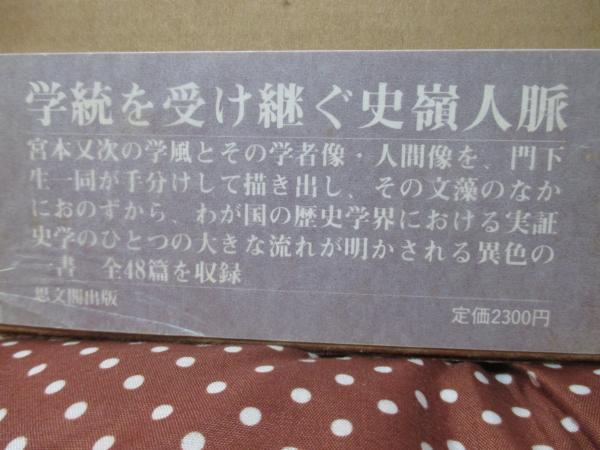 学統を受け継ぐ史嶺人脈
宮本又次の学風とその学者像・人間像を、門下
生一同が手分けして描き出し、その文藻のなか
におのずから、わが国の歴史学界における実証
史学のひとつの大きな流れが明かされる異色の
一書　全48篇を収録
思文閣出版
定価2300円